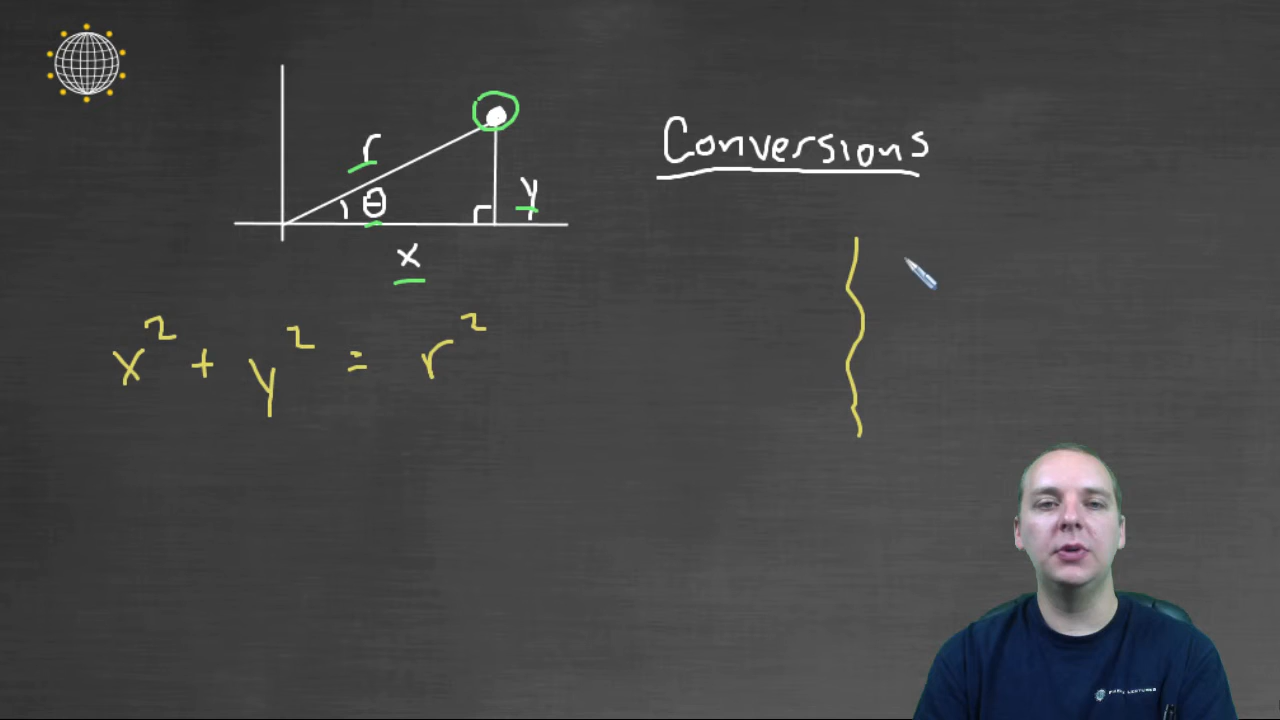 r
θ
y
x
Conversions
x² + y² = r²